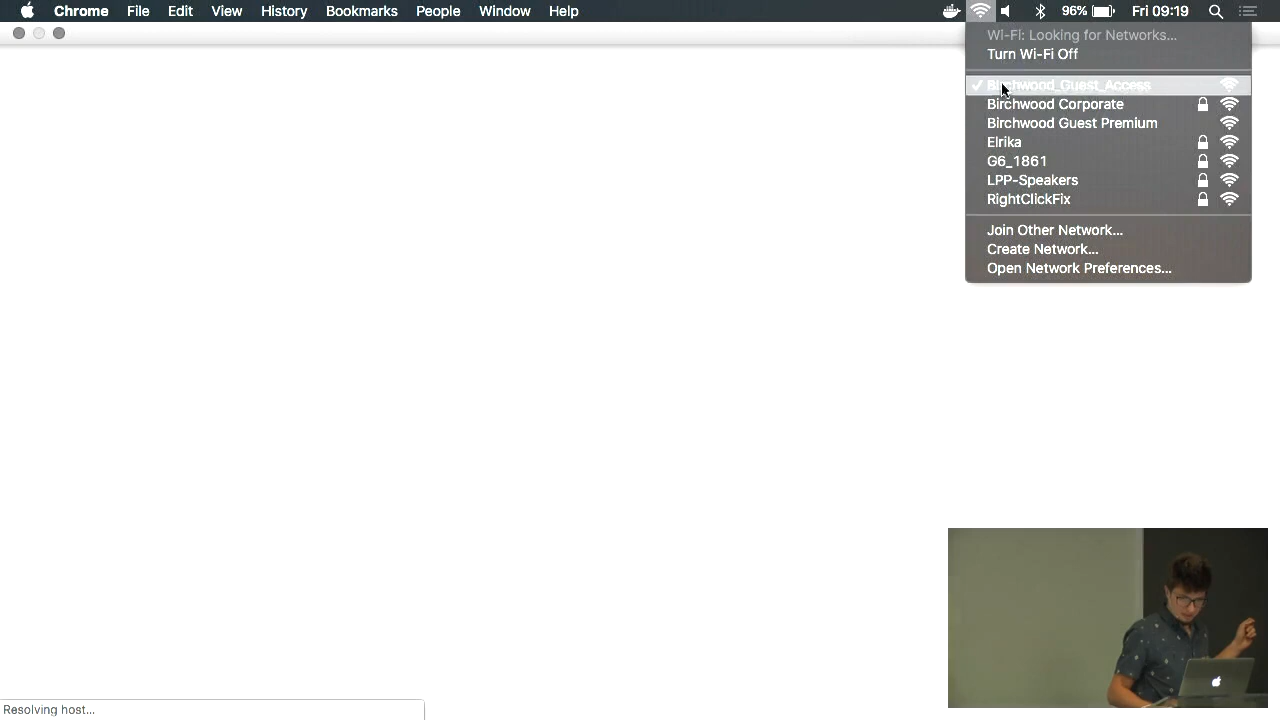 Chrome File Edit View History Bookmarks People Window Help 96% Fri 09:19
Wi-Fi: Looking for Networks...
Turn Wi-Fi Off
Birchwood_Guest_Access
Birchwood Corporate
Birchwood Guest Premium
Elrika
G6_1861
LPP-Speakers
RightClickFix
Join Other Network...
Create Network...
Open Network Preferences...
Resolving host...